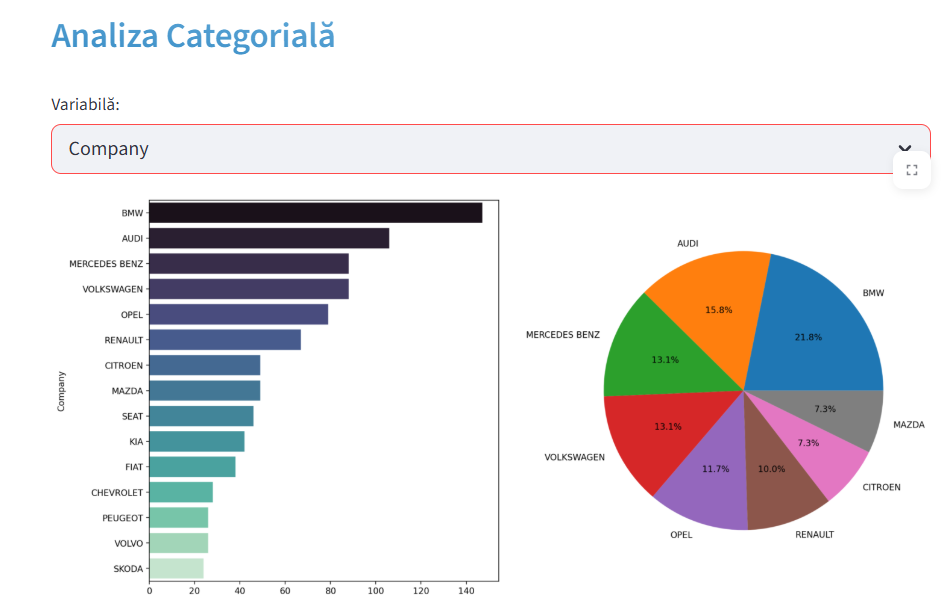 Analiza Categorială
Variabilă:
Company
BMW
AUDI
MERCEDES BENZ
VOLKSWAGEN
OPEL
RENAULT
CITROEN
MAZDA
SEAT
KIA
FIAT
CHEVROLET
PEUGEOT
VOLVO
SKODA
Company
0 20 40 60 80 100 120 140
AUDI
BMW
15.8%
21.8%
MERCEDES BENZ
13.1%
7.3%
MAZDA
13.1%
7.3%
VOLKSWAGEN
11.7%
10.0%
CITROEN
OPEL
RENAULT